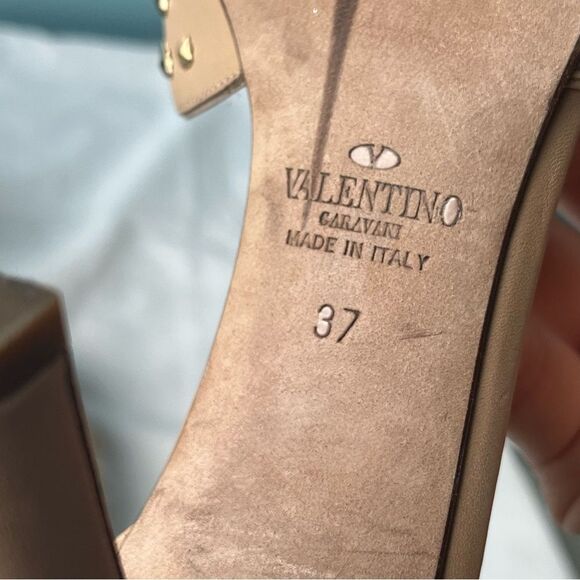 V
VALENTINO
GARAVANI
MADE IN ITALY
37